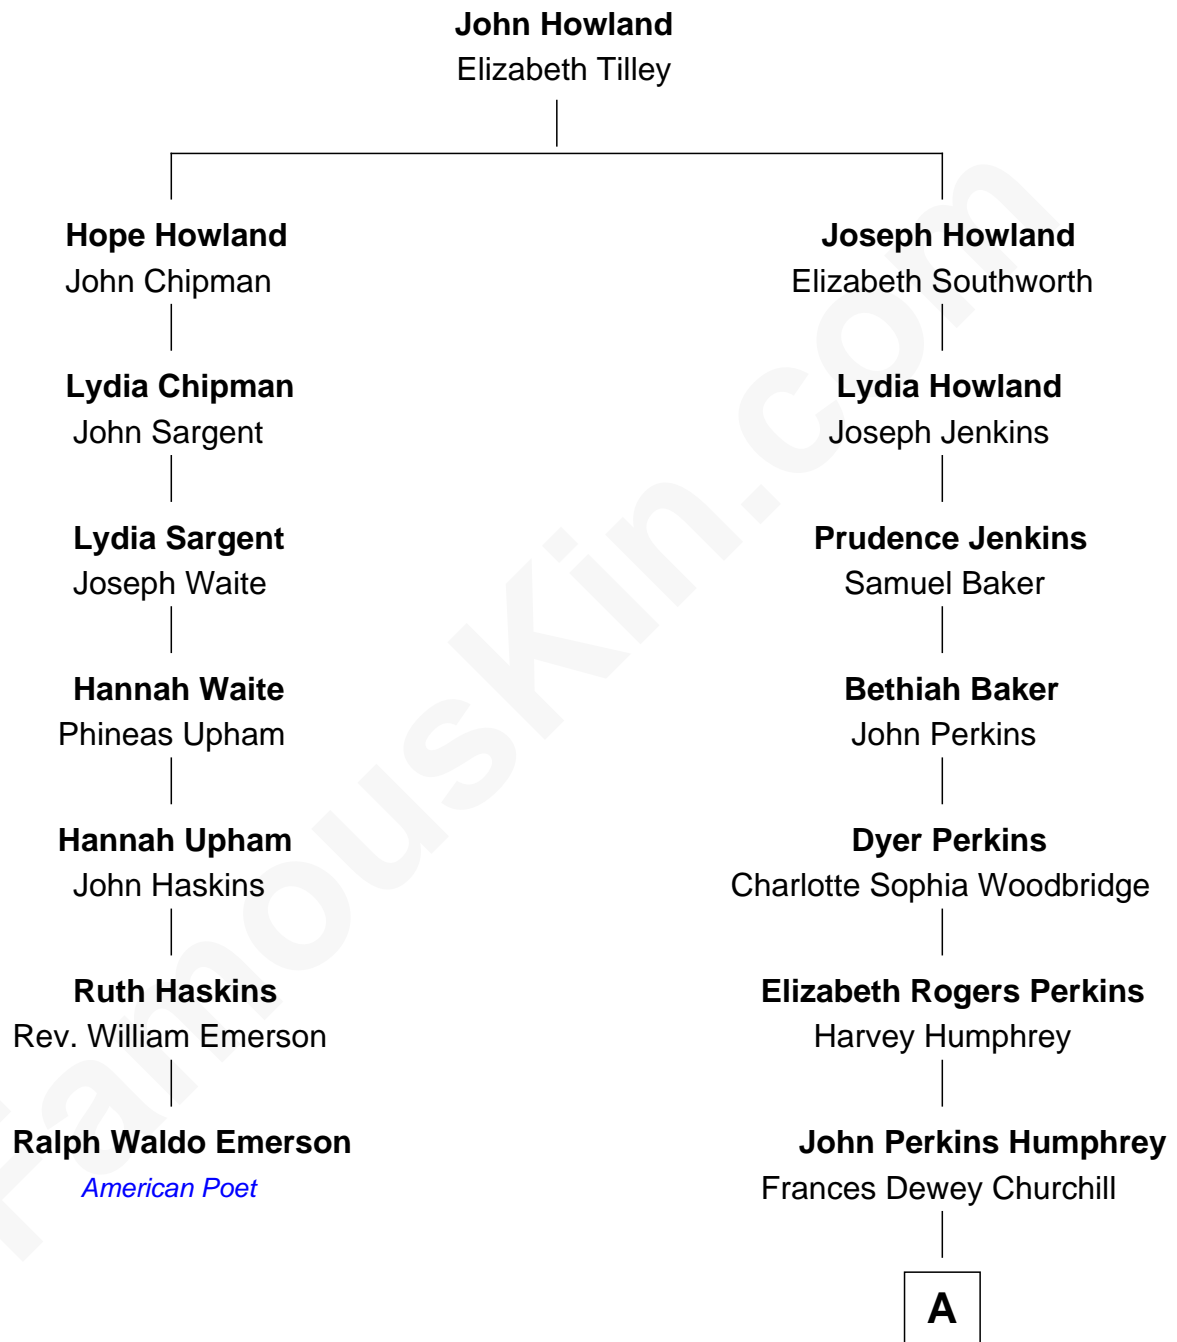 John Howland
Elizabeth Tilley
Hope Howland
John Chipman
Lydia Chipman
John Sargent
Lydia Sargent
Joseph Waite
Hannah Waite
Phineas Upham
Hannah Upham
John Haskins
Ruth Haskins
Rev. William Emerson
Ralph Waldo Emerson
American Poet
Joseph Howland
Elizabeth Southworth
Lydia Howland
Joseph Jenkins
Prudence Jenkins
Samuel Baker
Bethiah Baker
John Perkins
Dyer Perkins
Charlotte Sophia Woodbridge
Elizabeth Rogers Perkins
Harvey Humphrey
John Perkins Humphrey
Frances Dewey Churchill
A
FamousKin.com